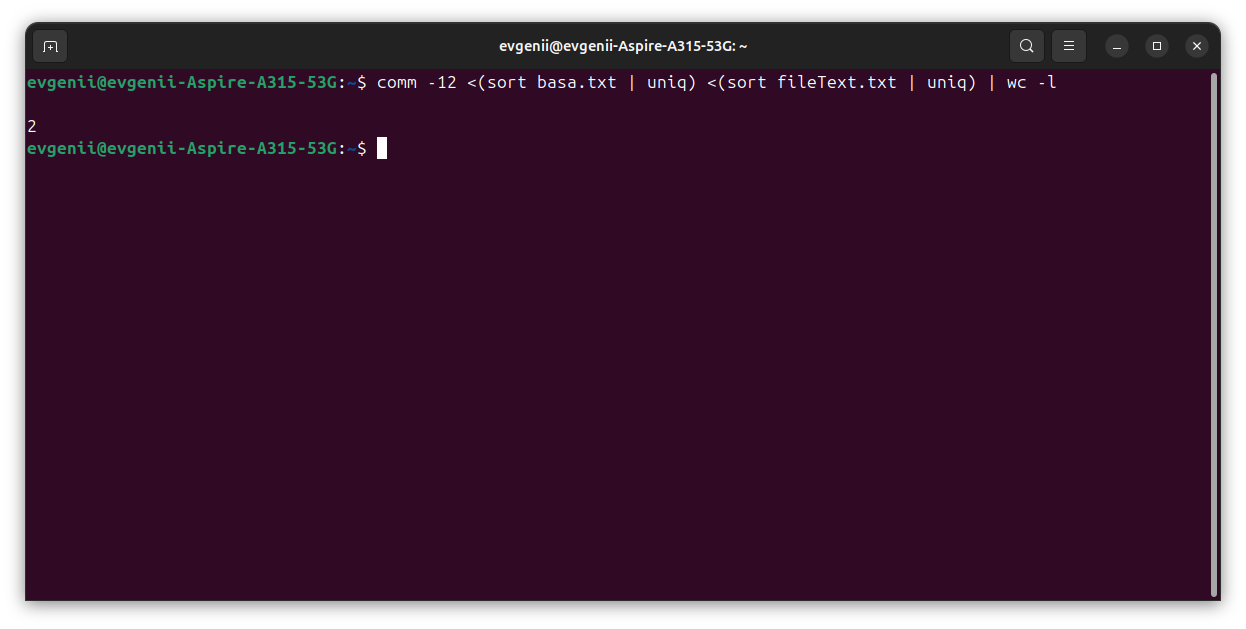 evgenii@evgenii-Aspire-A315-53G: ~
evgenii@evgenii-Aspire-A315-53G:~$ comm -12 <(sort basa.txt | uniq) <(sort fileText.txt | uniq) | wc -l
2
evgenii@evgenii-Aspire-A315-53G:~$